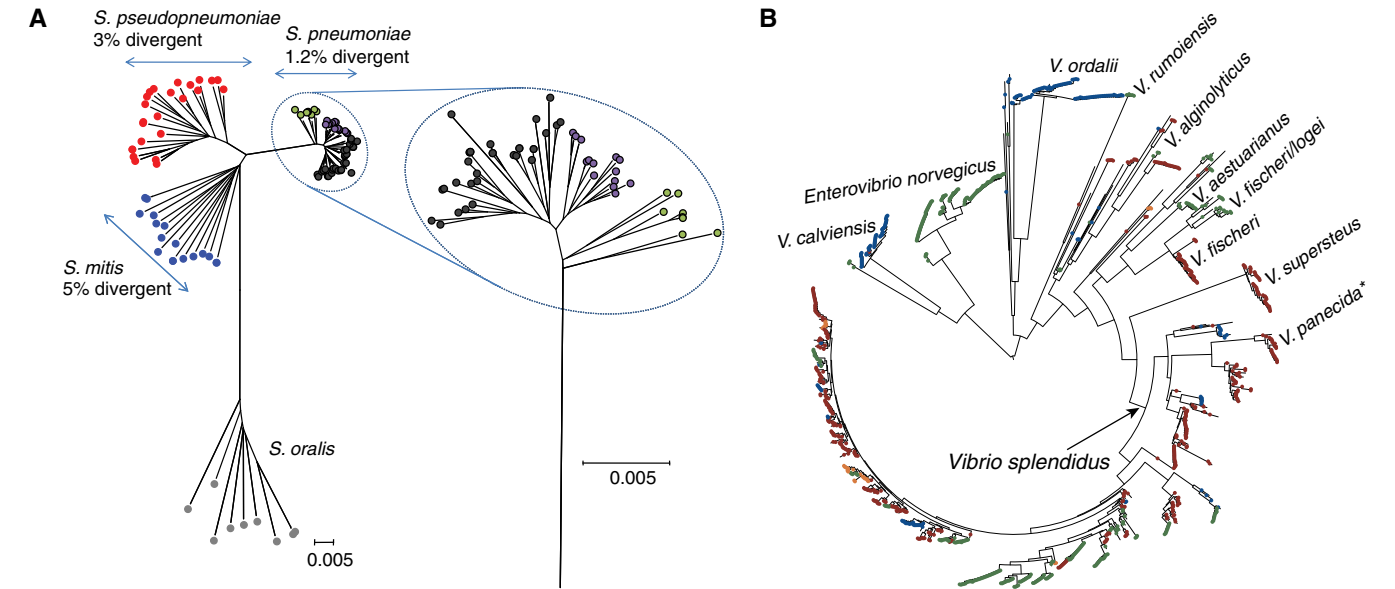 A
S. pseudopneumoniae
3% divergent
S. pneumoniae
1.2% divergent
S. mitis
5% divergent
S. oralis
0.005
0.005
B
V. ordalii
V. rumoiensis
V. alginolyticus
Enterovibrio norvegicus
V. aestuarianus
V. fischeri/logei
V. calviensis
V. fischeri
V. supersteus
V. panecida*
Vibrio splendidus